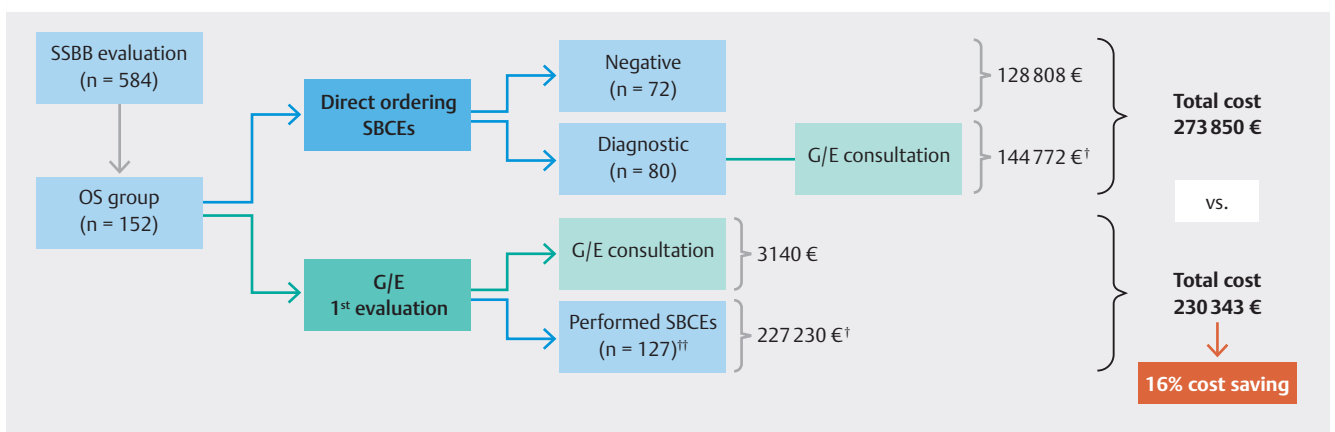 SSBB evaluation
(n = 584)
OS group
(n = 152)
Direct ordering
SBCEs
G/E
1st evaluation
Negative
(n = 72)
Diagnostic
(n = 80)
G/E consultation
128 808 €
144 772 €†
G/E consultation
3140 €
Performed SBCEs
(n = 127)††
227 230 €†
Total cost
273 850 €
vs.
Total cost
230 343 €
16% cost saving